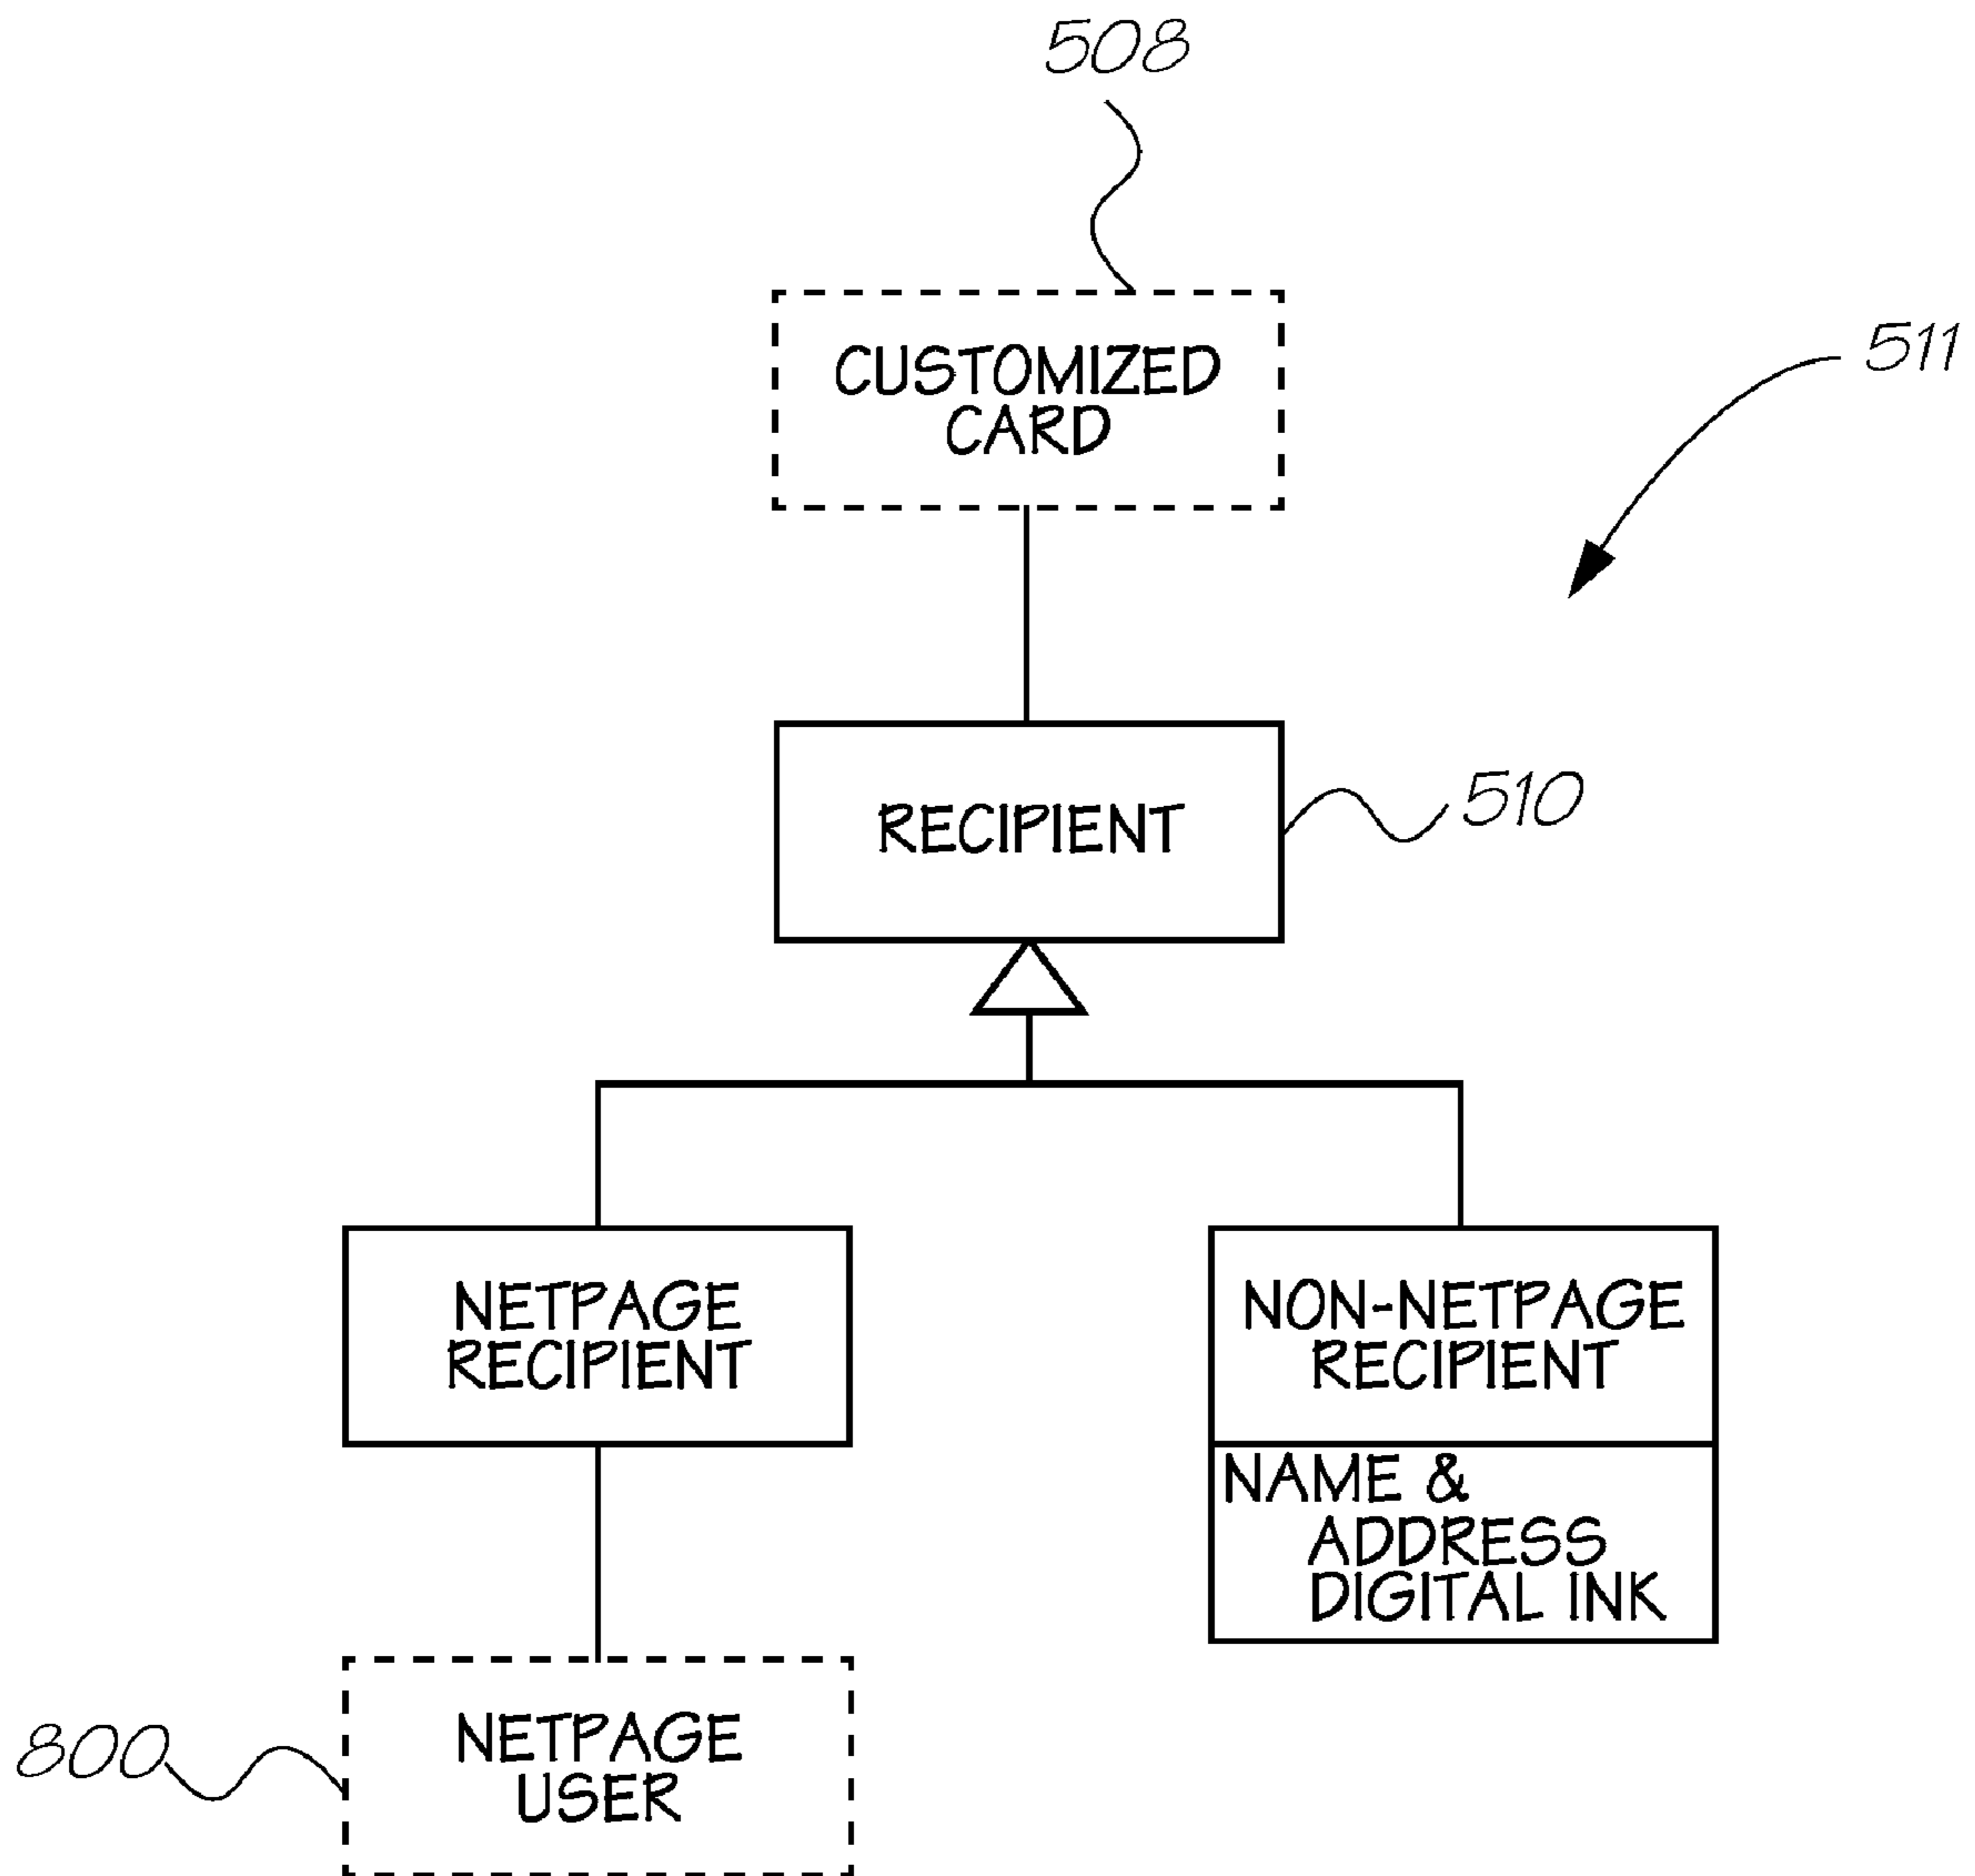 508
CUSTOMIZED
CARD
511
RECIPIENT
510
NETPAGE
RECIPIENT
NON-NETPAGE
RECIPIENT
NAME &
ADDRESS
DIGITAL INK
800
NETPAGE
USER